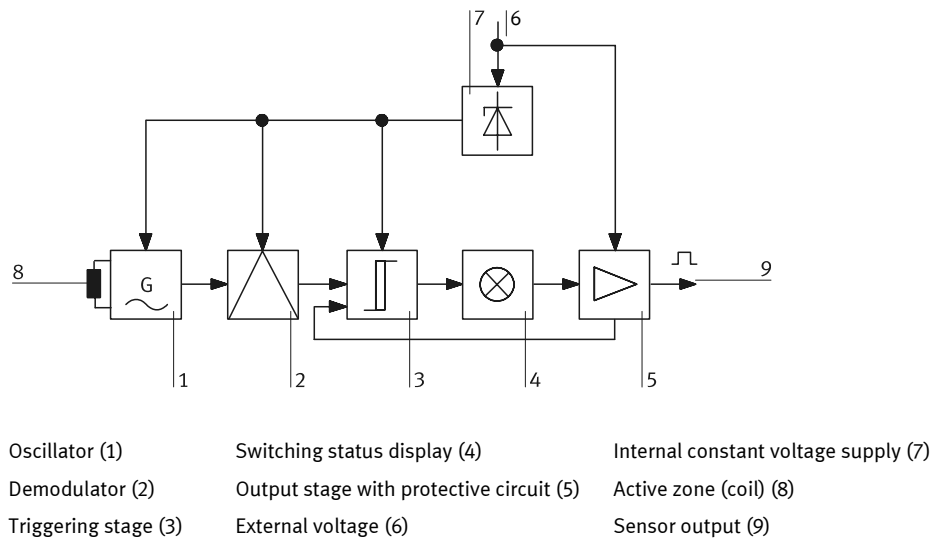 7 6
8 G 9
1 2 3 4 5
Oscillator (1) Switching status display (4) Internal constant voltage supply (7)
Demodulator (2) Output stage with protective circuit (5) Active zone (coil) (8)
Triggering stage (3) External voltage (6) Sensor output (9)